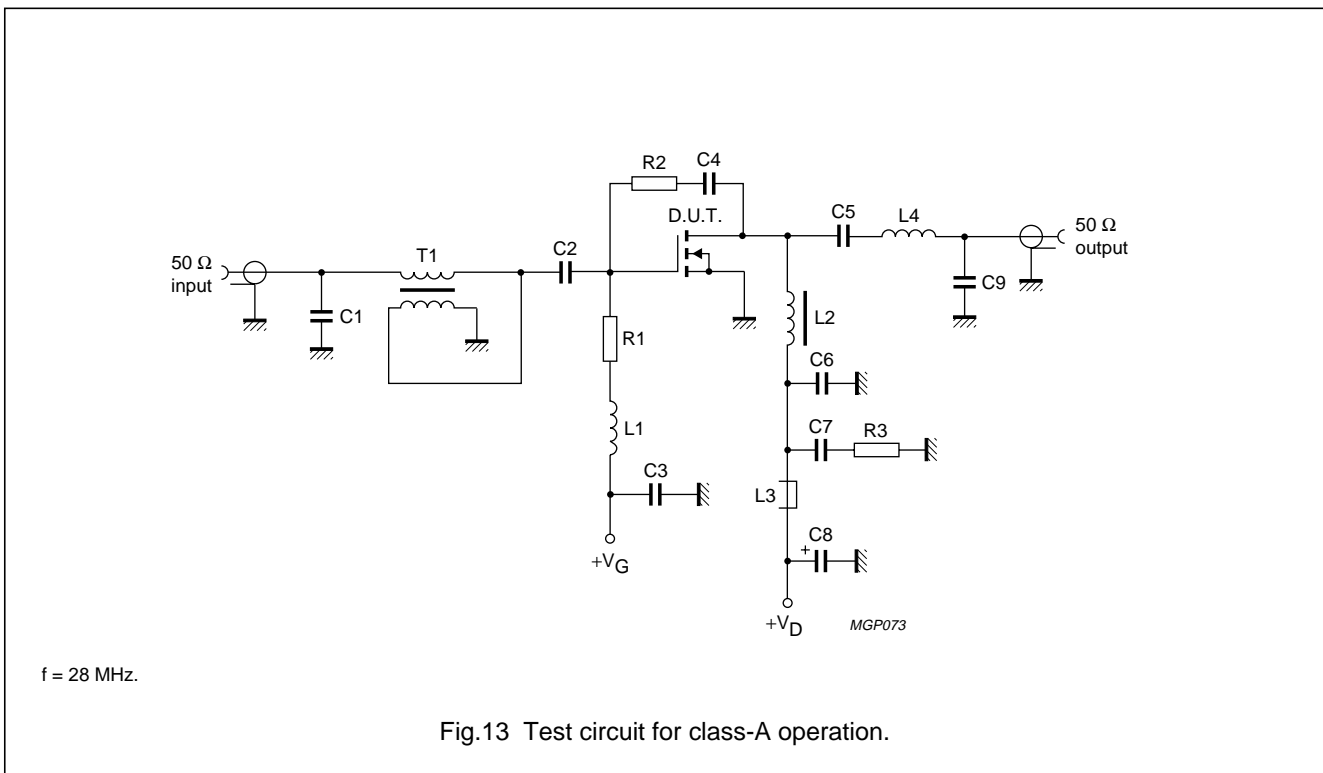 R2
C4
D.U.T.
C5
L4
50 Ω
output
T1
C2
50 Ω
input
C9
C1
R1
L2
C6
L1
C7
R3
C3
L3
C8
+
+VG
+VD
MGP073
f = 28 MHz.
Fig.13 Test circuit for class-A operation.